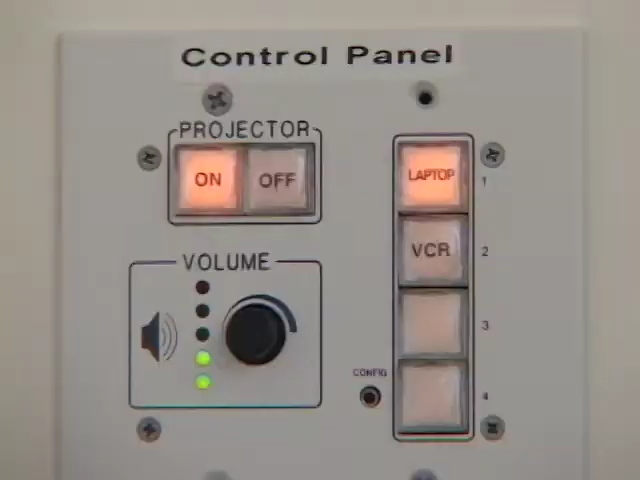 Control Panel
PROJECTOR
ON OFF
LAPTOP 1
VCR 2
3
4
VOLUME
CONFIG